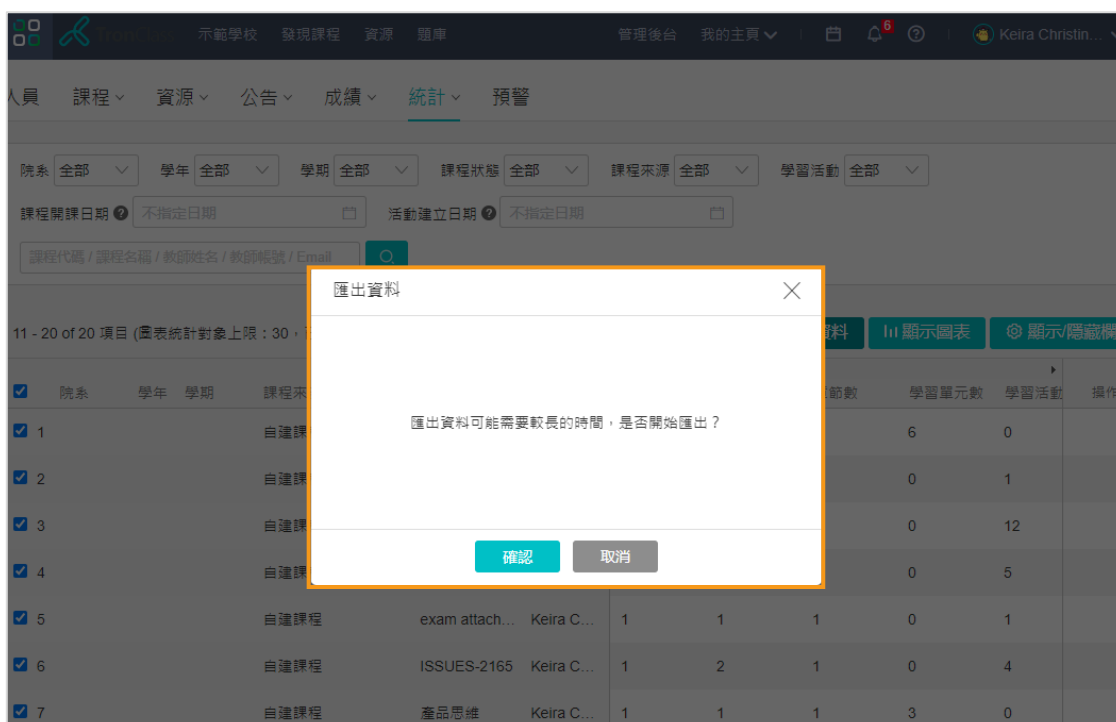 TronClass 示範學校 發現課程 資源 題庫 管理後台 我的主頁 6 Keira Christin...
人員 課程 資源 公告 成績 統計 預警
院系 全部 學年 全部 學期 全部 課程狀態 全部 課程來源 全部 學習活動 全部
課程開課日期 不指定日期 活動建立日期 不指定日期
課程代碼 / 課程名稱 / 教師姓名 / 教師帳號 / Email
匯出資料
11 - 20 of 20 項目 (圖表統計對象上限：30， 資料 顯示圖表 顯示/隱藏欄
院系 學年 學期 課程來 節數 學習單元數 學習活動 操作
1 自建課 6 0
匯出資料可能需要較長的時間，是否開始匯出？
2 自建課 0 1
3 自建課 0 12
確認 取消
4 自建課 0 5
5 自建課程 exam attach... Keira C... 1 1 1 0 1
6 自建課程 ISSUES-2165 Keira C... 1 2 1 0 4
7 自建課程 產品思維 Keira C... 1 1 1 3 0